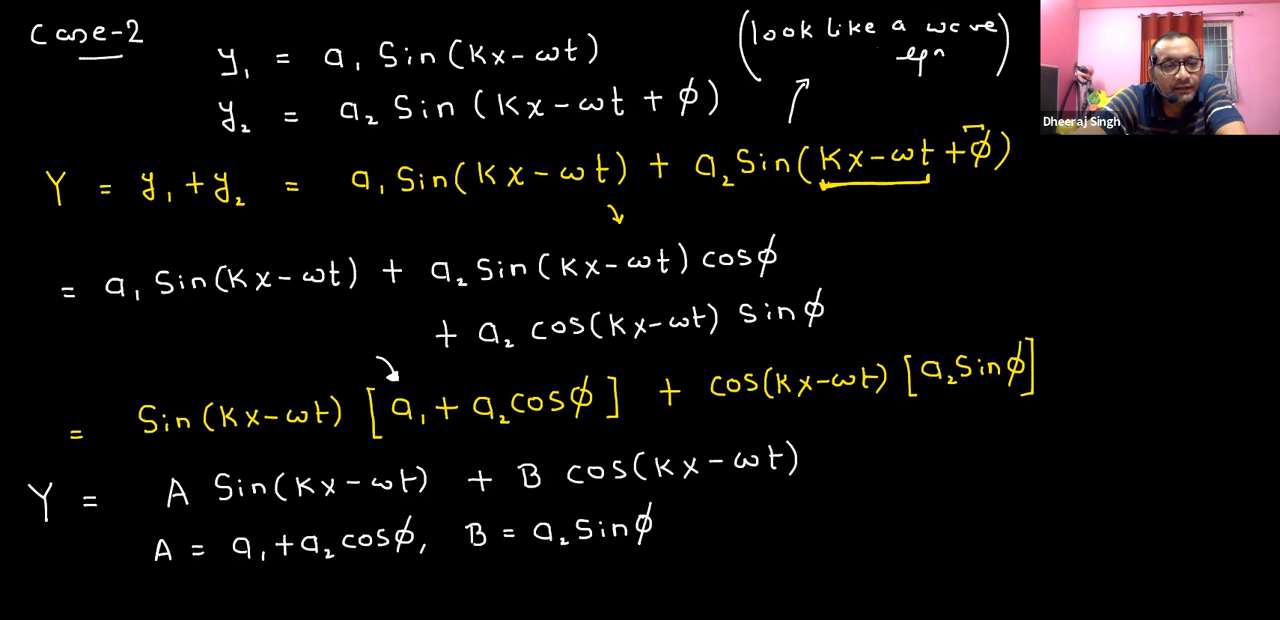 Case-2
y₁ = a₁ Sin(Kx-ωt)
(look like a wave eqn)
y₂ = a₂ Sin(Kx-ωt+ϕ)
Dheeraj Singh
Y = y₁+y₂ = a₁ Sin(Kx-ωt) + a₂ Sin(Kx-ωt+ϕ)
= a₁ Sin(Kx-ωt) + a₂ Sin(Kx-ωt) cosϕ
+ a₂ cos(Kx-ωt) sinϕ
= Sin(Kx-ωt) [a₁ + a₂ cosϕ] + cos(Kx-ωt) [a₂ Sinϕ]
Y = A Sin(Kx-ωt) + B cos(Kx-ωt)
A = a₁+a₂ cosϕ, B = a₂ Sinϕ